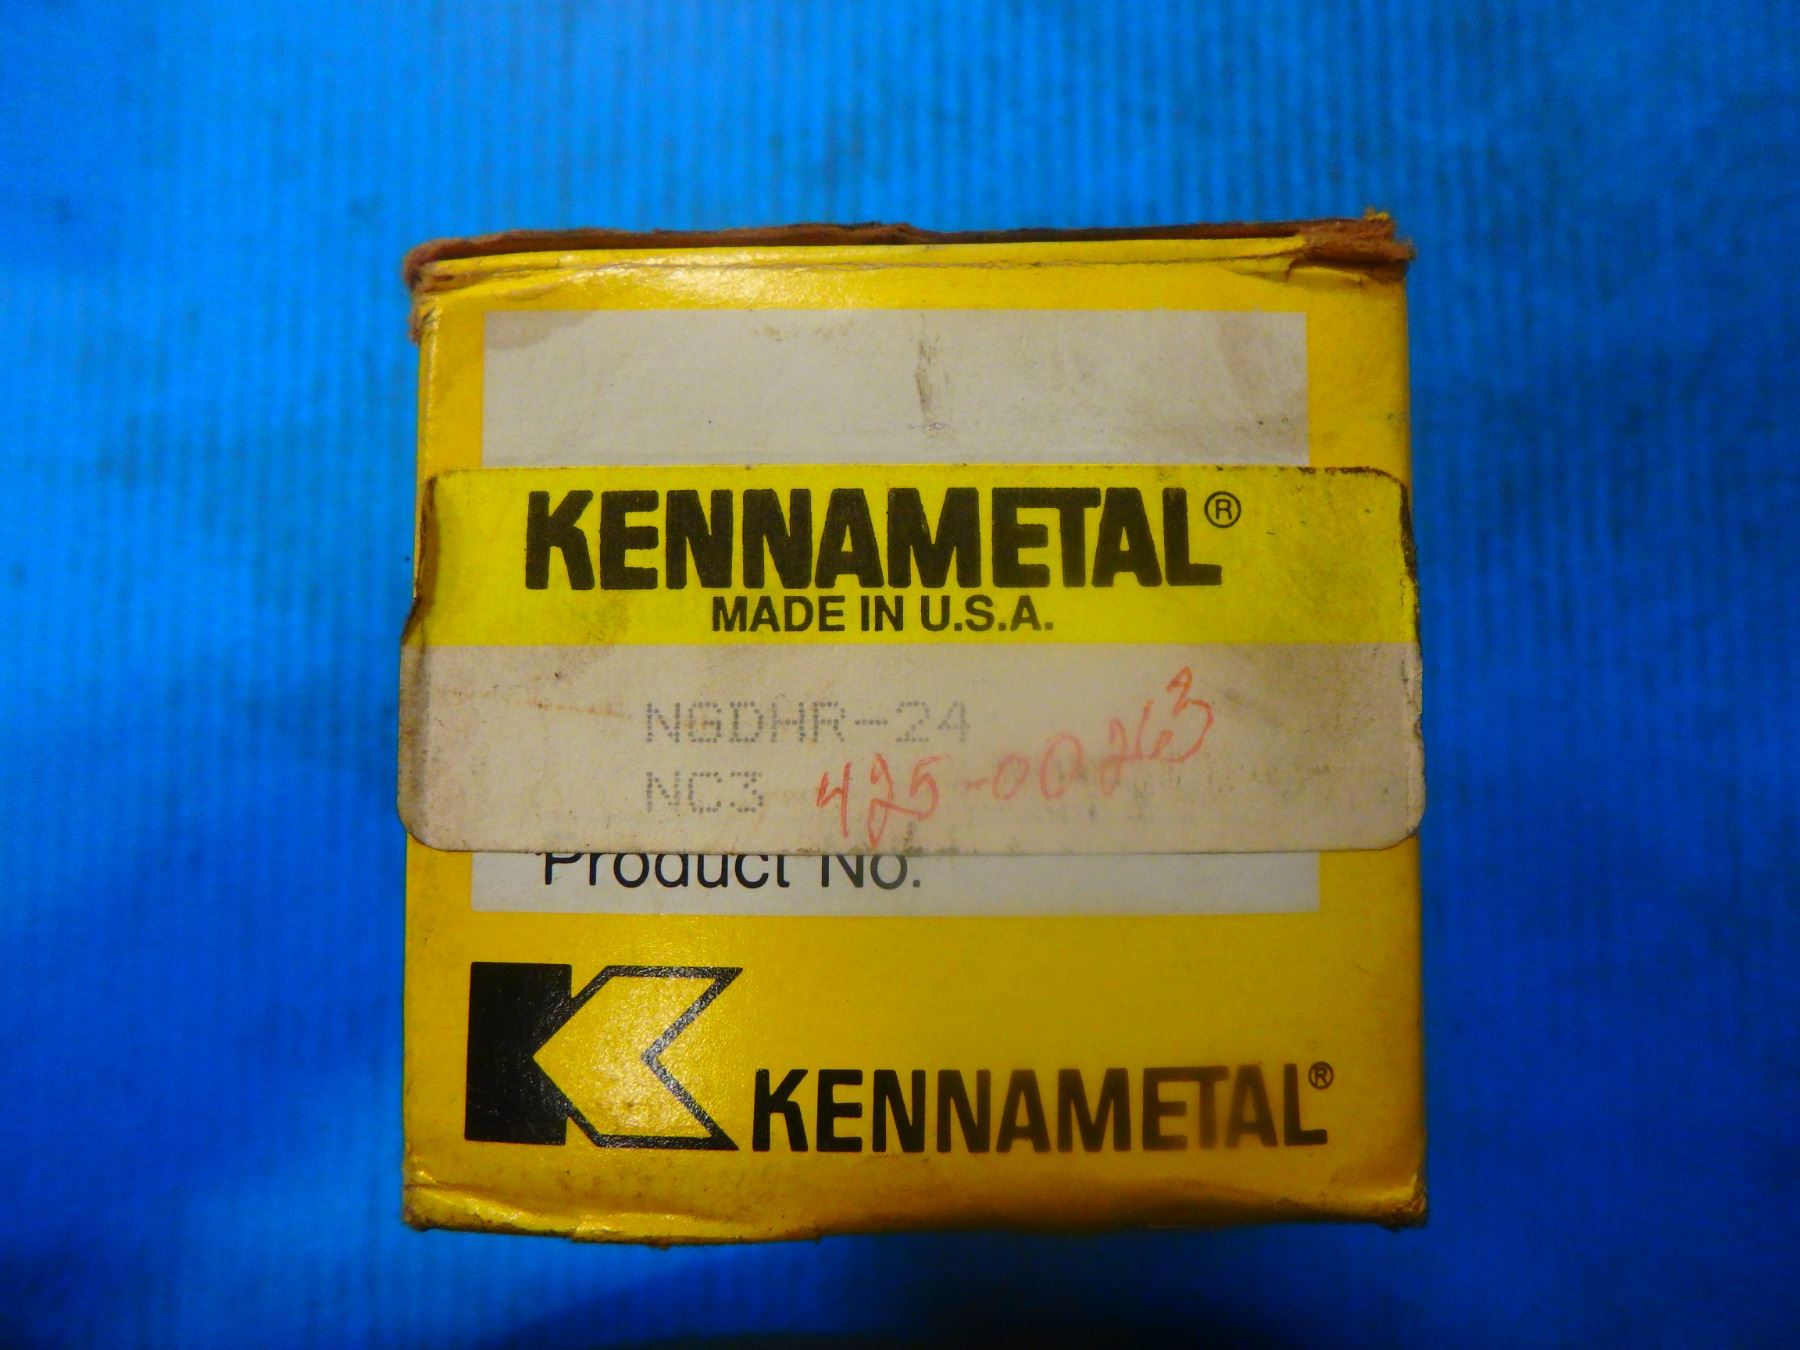 KENNAMETAL®
MADE IN U.S.A.
NGDHR-24
NC3 425-00263
Product No.
KENNAMETAL®